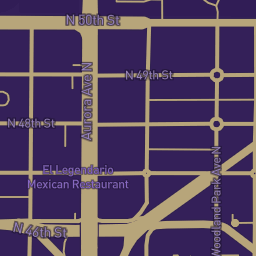 N 50th St
N 49th St
Aurora Ave N
N 48th St
El Legendario
Mexican Restaurant
Woodland Park Ave N
N 46th St